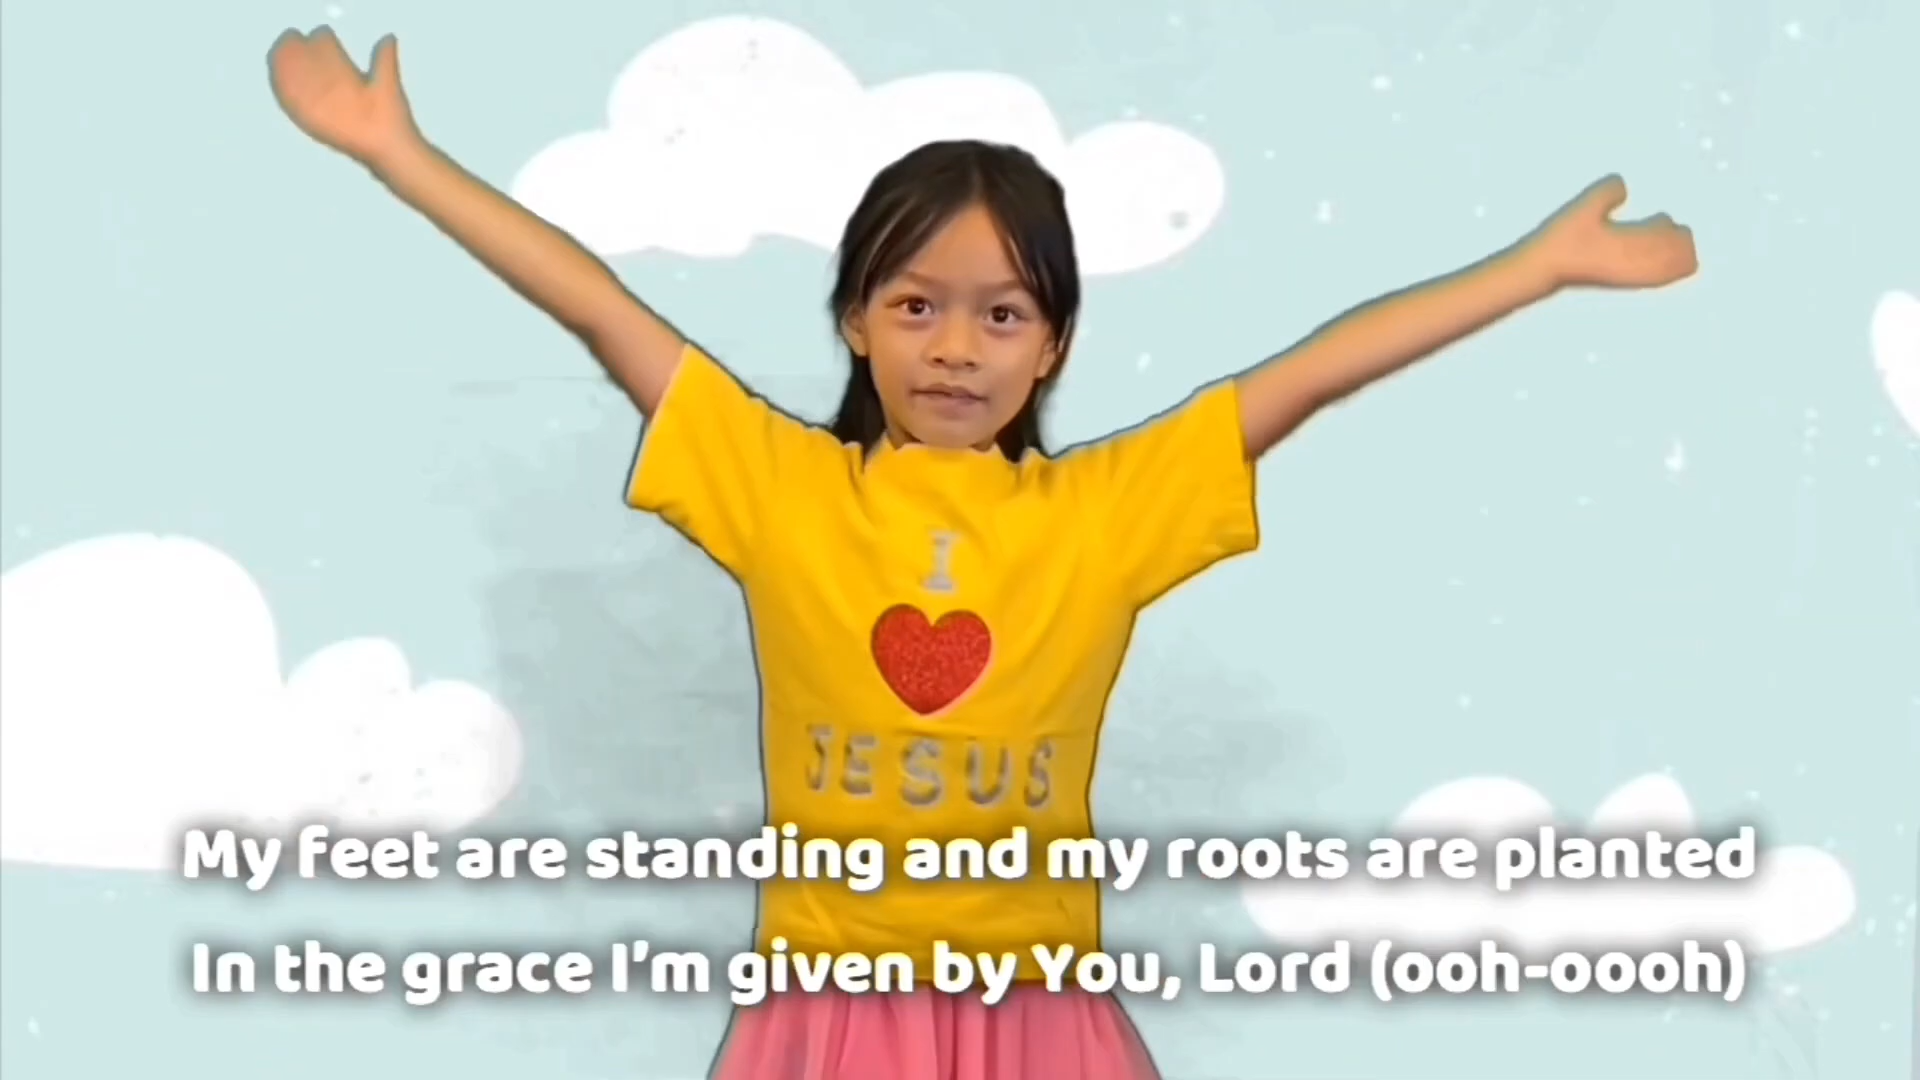 I
JESUS
My feet are standing and my roots are planted
In the grace I'm given by You, Lord (ooh-oooh)